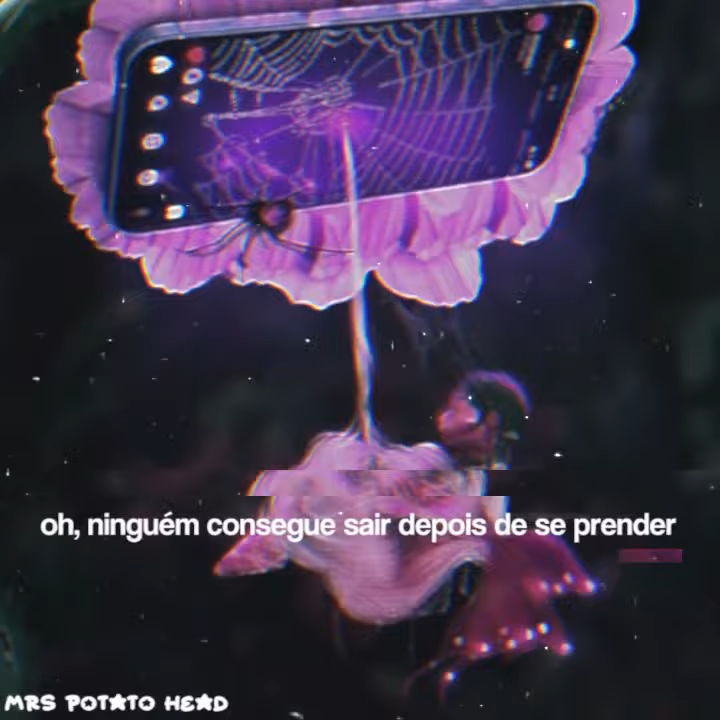 oh, ninguém consegue sair depois de se prender
MRS POTATO HEAD